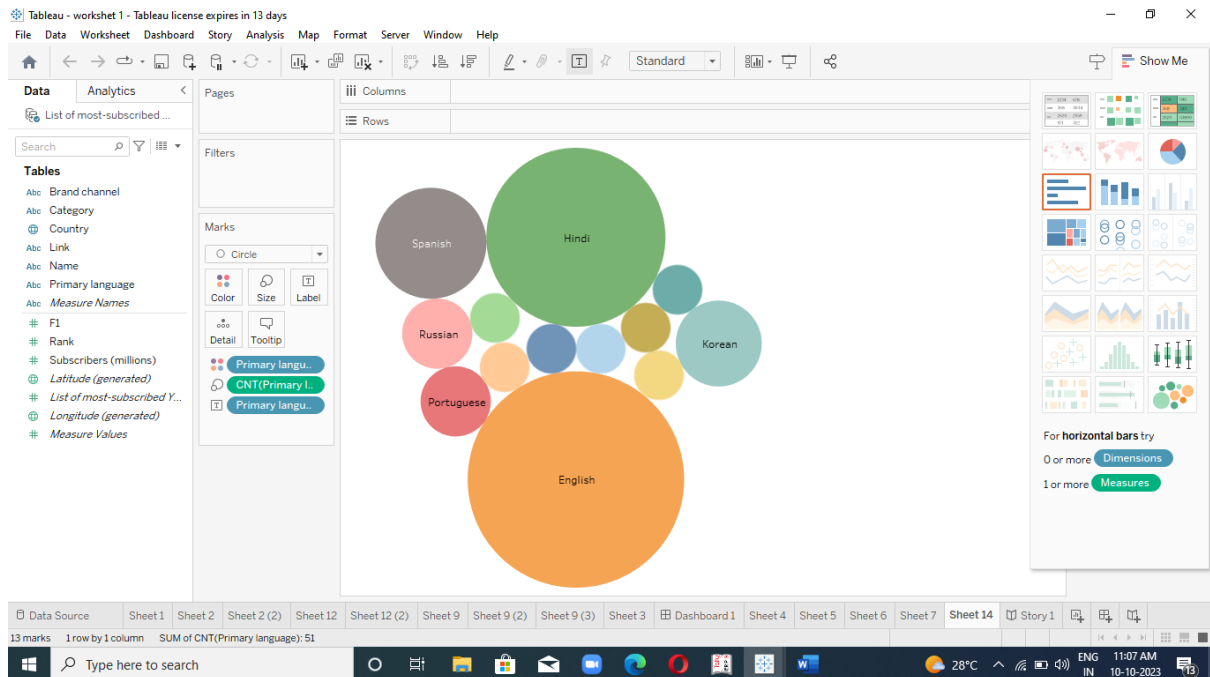 Tableau - workshet 1 - Tableau license expires in 13 days
File Data Worksheet Dashboard Story Analysis Map Format Server Window Help
Standard
Show Me
Data Analytics
List of most-subscribed ...
Search
Tables
Abc Brand channel
Abc Category
Country
Abc Link
Abc Name
Abc Primary language
Abc Measure Names
# F1
# Rank
# Subscribers (millions)
Latitude (generated)
# List of most-subscribed Y...
Longitude (generated)
# Measure Values
Pages
Filters
Marks
Circle
Color Size Label
Detail Tooltip
Primary langu..
CNT(Primary l..
Primary langu..
Columns
Rows
Spanish
Hindi
Russian
Korean
Portuguese
English
For horizontal bars try
0 or more Dimensions
1 or more Measures
Data Source Sheet 1 Sheet 2 Sheet 2 (2) Sheet 12 Sheet 12 (2) Sheet 9 Sheet 9 (2) Sheet 9 (3) Sheet 3 Dashboard 1 Sheet 4 Sheet 5 Sheet 6 Sheet 7 Sheet 14 Story 1
13 marks 1 row by 1 column SUM of CNT(Primary language): 51
Type here to search
28°C
ENG
IN
11:07 AM
10-10-2023
13